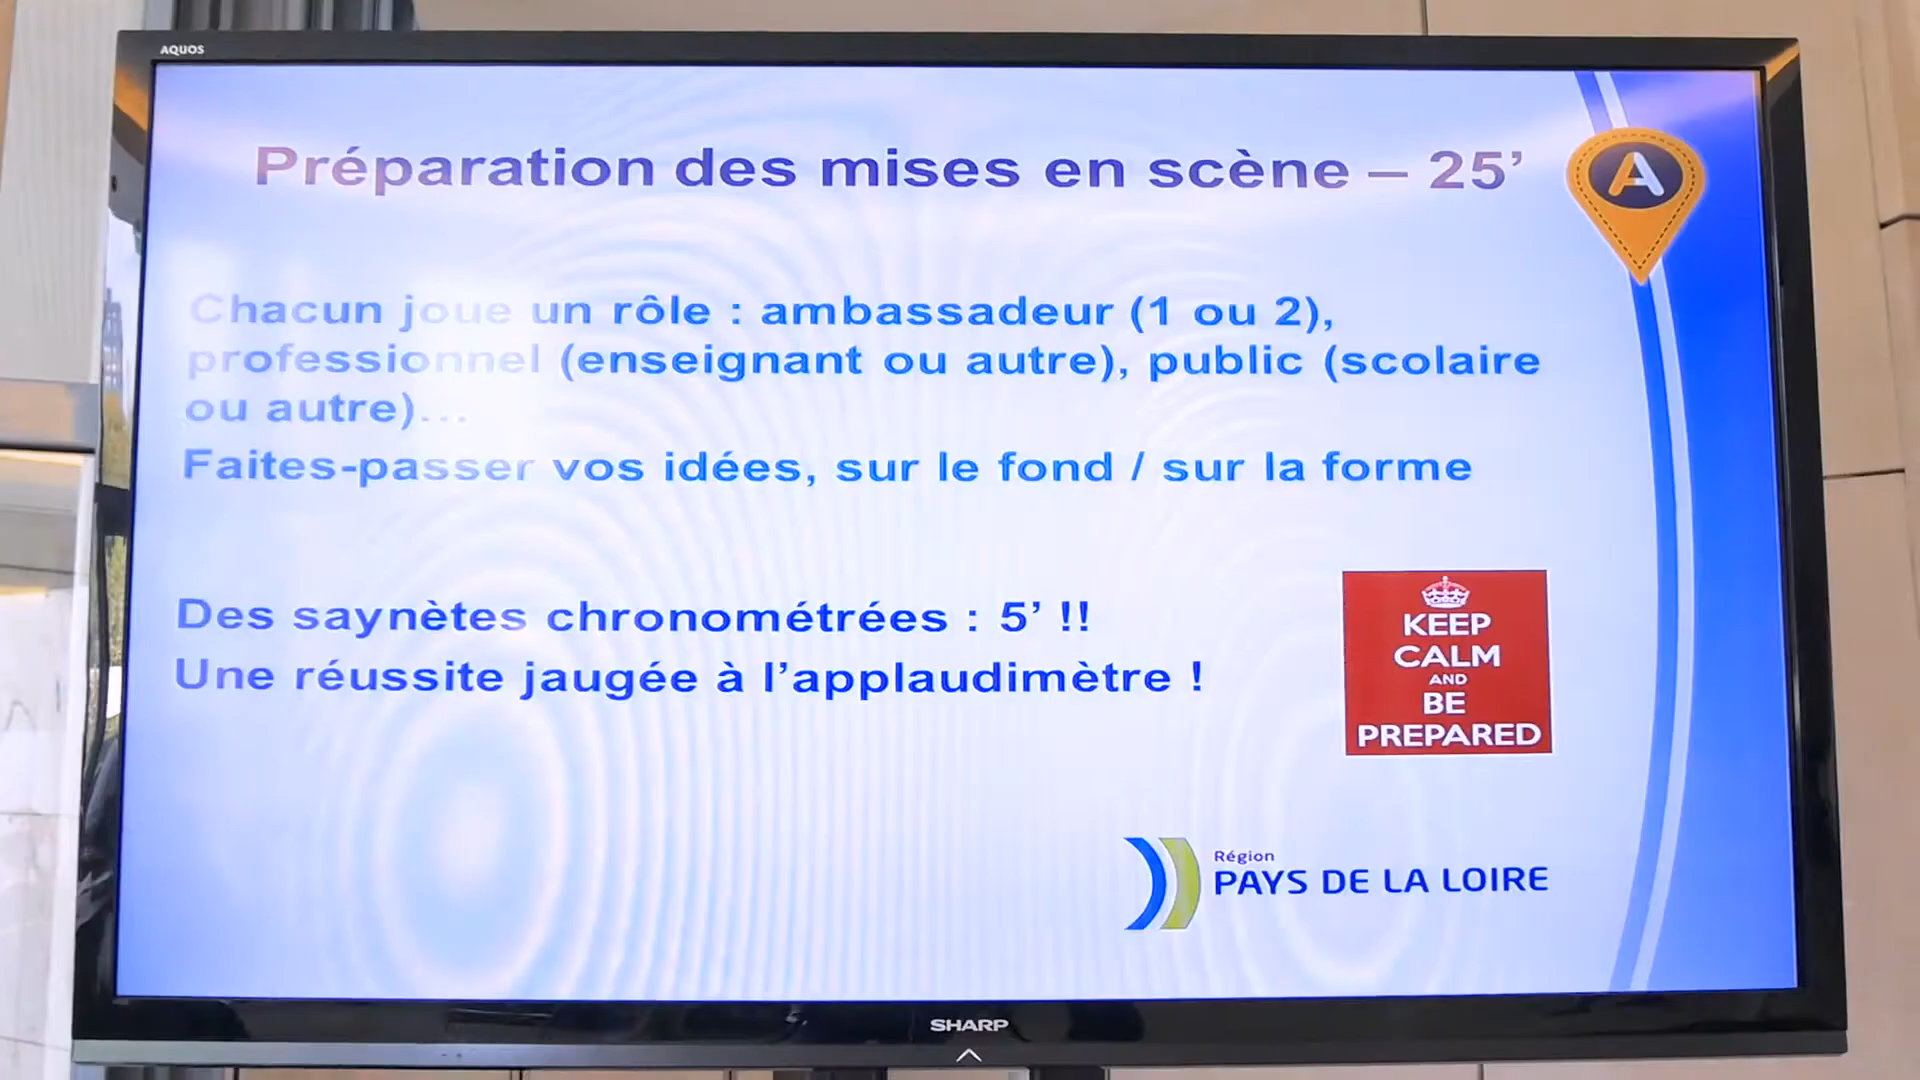 AQUOS
Préparation des mises en scène – 25’
A
Chacun joue un rôle : ambassadeur (1 ou 2),
professionnel (enseignant ou autre), public (scolaire
ou autre)…
Faites-passer vos idées, sur le fond / sur la forme
Des saynètes chronométrées : 5’ !!
Une réussite jaugée à l’applaudimètre !
KEEP
CALM
AND
BE
PREPARED
Région
PAYS DE LA LOIRE
SHARP